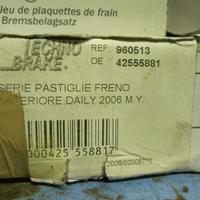 Jeu de plaquettes de frein
Bremsbelagsatz
TECHNO
BRAKE
REF. 960513
OE 42555881
SERIE PASTIGLIE FRENO
TERIORE DAILY 2006 M.Y.
000425 558817